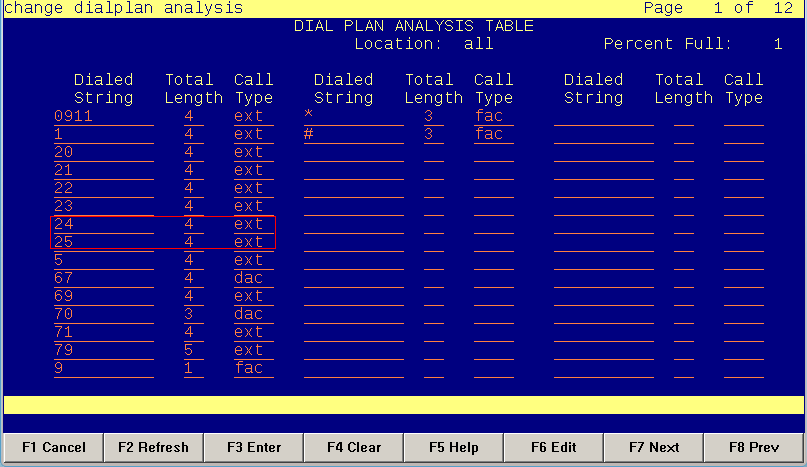 change dialplan analysis Page 1 of 12
DIAL PLAN ANALYSIS TABLE
Location: all Percent Full: 1
Dialed Total Call Dialed Total Call Dialed Total Call
String Length Type String Length Type String Length Type
0911 4 ext * 3 fac
1 4 ext # 3 fac
20 4 ext
21 4 ext
22 4 ext
23 4 ext
24 4 ext
25 4 ext
5 4 ext
67 4 dac
69 4 ext
70 3 dac
71 4 ext
79 5 ext
9 1 fac
F1 Cancel F2 Refresh F3 Enter F4 Clear F5 Help F6 Edit F7 Next F8 Prev